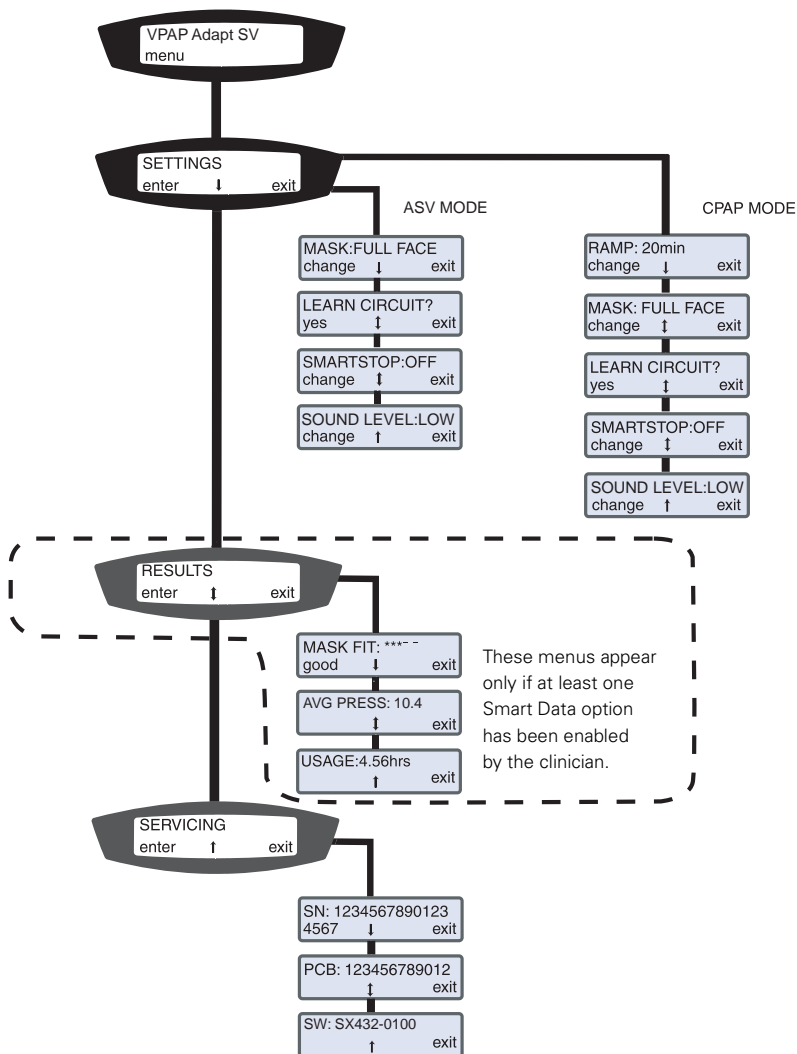 VPAP Adapt SV
menu
SETTINGS
enter ↓ exit
ASV MODE
MASK:FULL FACE
change ↓ exit
LEARN CIRCUIT?
yes ↕ exit
SMARTSTOP:OFF
change ↕ exit
SOUND LEVEL:LOW
change ↑ exit
CPAP MODE
RAMP: 20min
change ↓ exit
MASK: FULL FACE
change ↕ exit
LEARN CIRCUIT?
yes ↕ exit
SMARTSTOP:OFF
change ↕ exit
SOUND LEVEL:LOW
change ↑ exit
RESULTS
enter ↕ exit
MASK FIT: ***- -
good ↓ exit
AVG PRESS: 10.4
↕ exit
USAGE:4.56hrs
↑ exit
These menus appear
only if at least one
Smart Data option
has been enabled
by the clinician.
SERVICING
enter ↑ exit
SN: 1234567890123
4567 ↓ exit
PCB: 123456789012
↕ exit
SW: SX432-0100
↑ exit